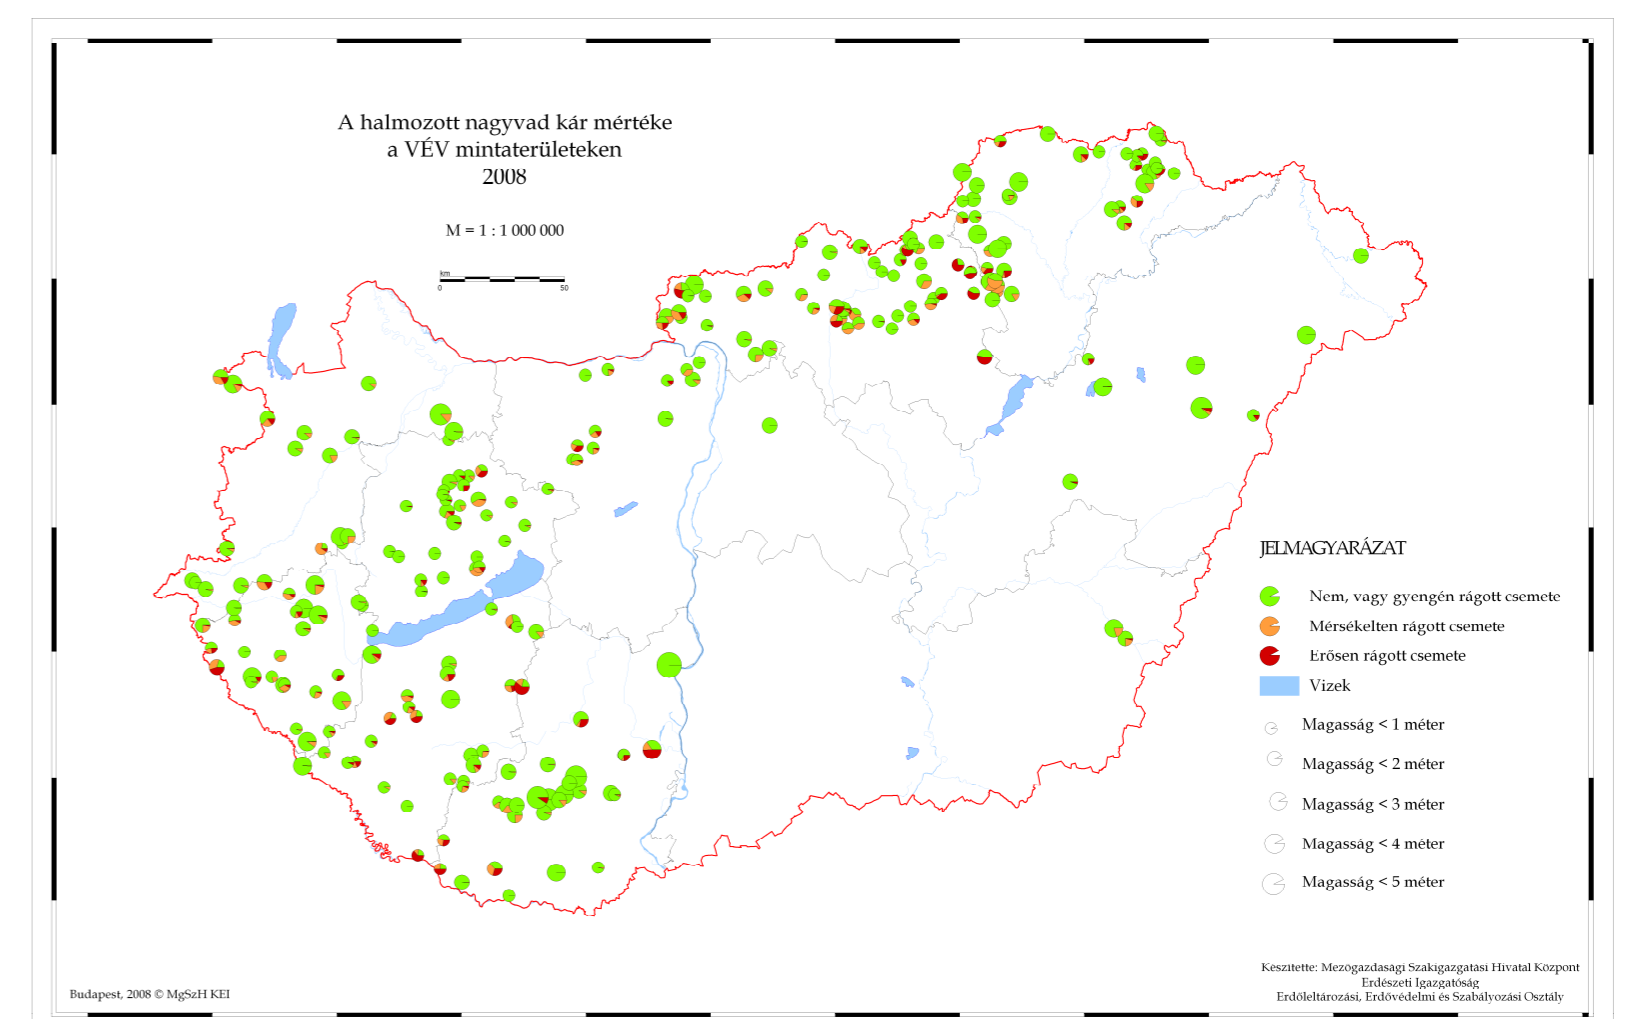 A halmozott nagyvad kár mértéke
a VÉV mintaterületeken
2008
M = 1 : 1 000 000
km
0 50
JELMAGYARÁZAT
Nem, vagy gyengén rágott csemete
Mérsékelten rágott csemete
Erősen rágott csemete
Vizek
Magasság < 1 méter
Magasság < 2 méter
Magasság < 3 méter
Magasság < 4 méter
Magasság < 5 méter
Készítette: Mezőgazdasági Szakigazgatási Hivatal Központ
Erdészeti Igazgatóság
Erdőleltározási, Erdővédelmi és Szabályozási Osztály
Budapest, 2008 © MgSzH KEI